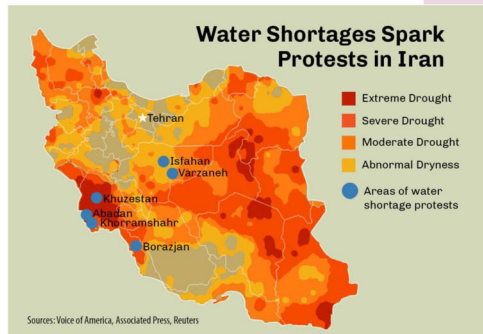 Water Shortages Spark
Protests in Iran
Extreme Drought
Severe Drought
Moderate Drought
Abnormal Dryness
Areas of water
shortage protests
Tehran
Isfahan
Varzaneh
Khuzestan
Abadan
Khorramshahr
Borazjan
Sources: Voice of America, Associated Press, Reuters